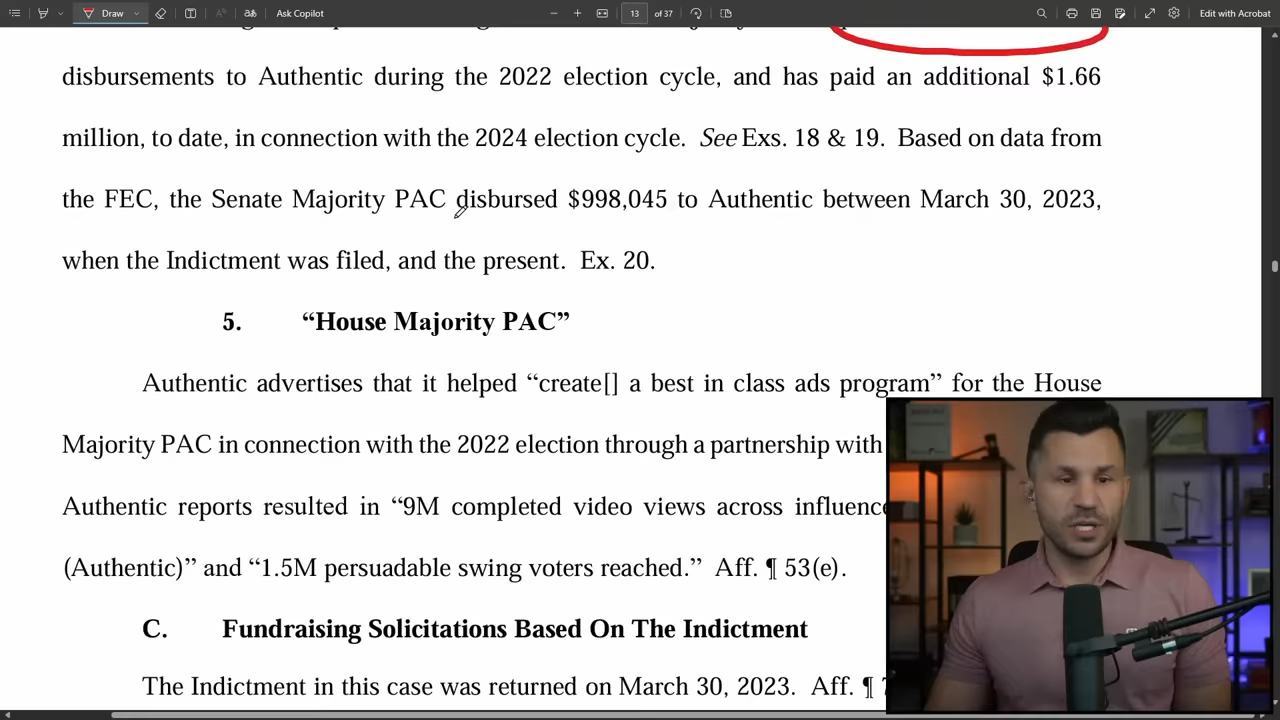 Draw
Ask Copilot
13 of 37
Edit with Acrobat
disbursements to Authentic during the 2022 election cycle, and has paid an additional $1.66
million, to date, in connection with the 2024 election cycle. See Exs. 18 & 19. Based on data from
the FEC, the Senate Majority PAC disbursed $998,045 to Authentic between March 30, 2023,
when the Indictment was filed, and the present. Ex. 20.
5. “House Majority PAC”
Authentic advertises that it helped “create[] a best in class ads program” for the House
Majority PAC in connection with the 2022 election through a partnership with
Authentic reports resulted in “9M completed video views across
(Authentic)” and “1.5M persuadable swing voters reached.” Aff. ¶ 53(e).
C. Fundraising Solicitations Based On The Indictment
The Indictment in this case was returned on March 30, 2023. Aff. ¶